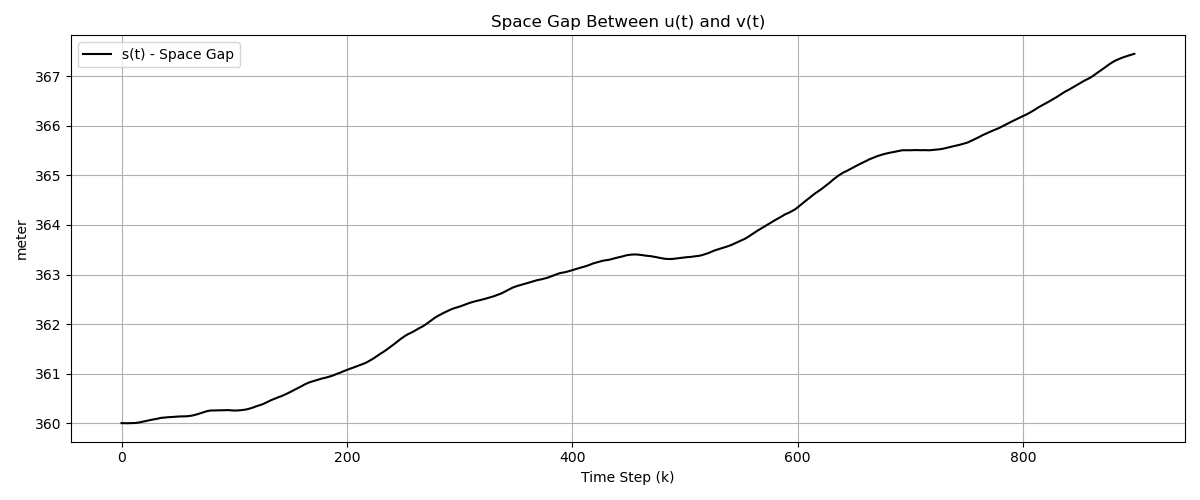 Space Gap Between u(t) and v(t)
s(t) - Space Gap
367
366
365
364
363
362
361
360
meter
0 200 400 600 800
Time Step (k)